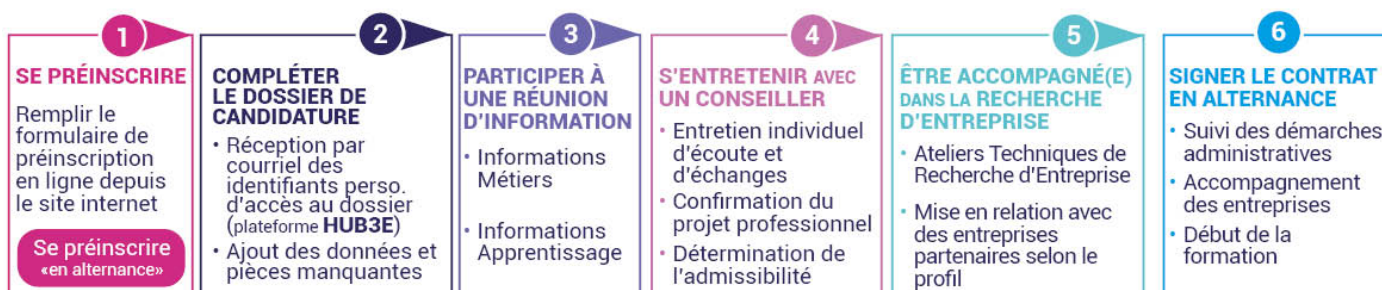 1
SE PRÉINSCRIRE
Remplir le
formulaire de
préinscription
en ligne depuis
le site internet
Se préinscrire
«en alternance»
2
COMPLÉTER
LE DOSSIER DE
CANDIDATURE
• Réception par
courriel des
identifiants perso.
d'accès au dossier
(plateforme HUB3E)
• Ajout des données et
pièces manquantes
3
PARTICIPER À
UNE RÉUNION
D'INFORMATION
• Informations
Métiers
• Informations
Apprentissage
4
S'ENTRETENIR AVEC
UN CONSEILLER
• Entretien individuel
d'écoute et
d'échanges
• Confirmation du
projet professionnel
• Détermination de
l'admissibilité
5
ÊTRE ACCOMPAGNÉ(E)
DANS LA RECHERCHE
D'ENTREPRISE
• Ateliers Techniques de
Recherche d'Entreprise
• Mise en relation avec
des entreprises
partenaires selon le
profil
6
SIGNER LE CONTRAT
EN ALTERNANCE
• Suivi des démarches
administratives
• Accompagnement
des entreprises
• Début de la
formation